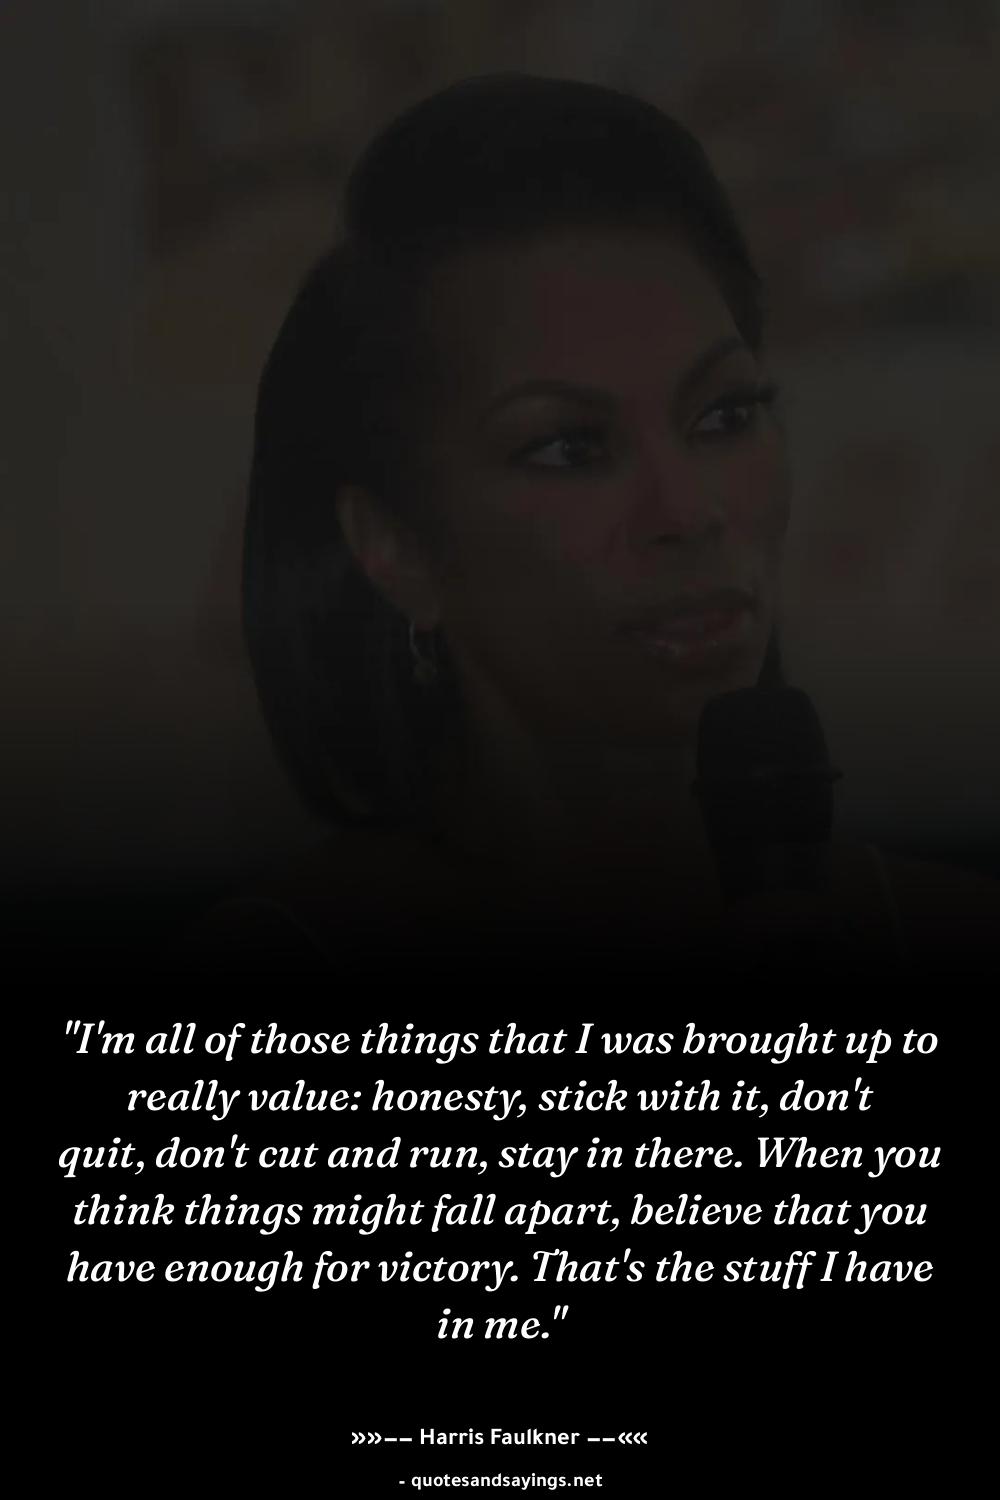 "I'm all of those things that I was brought up to
really value: honesty, stick with it, don't
quit, don't cut and run, stay in there. When you
think things might fall apart, believe that you
have enough for victory. That's the stuff I have
in me."
»»−− Harris Faulkner −−««
- quotesandsayings.net